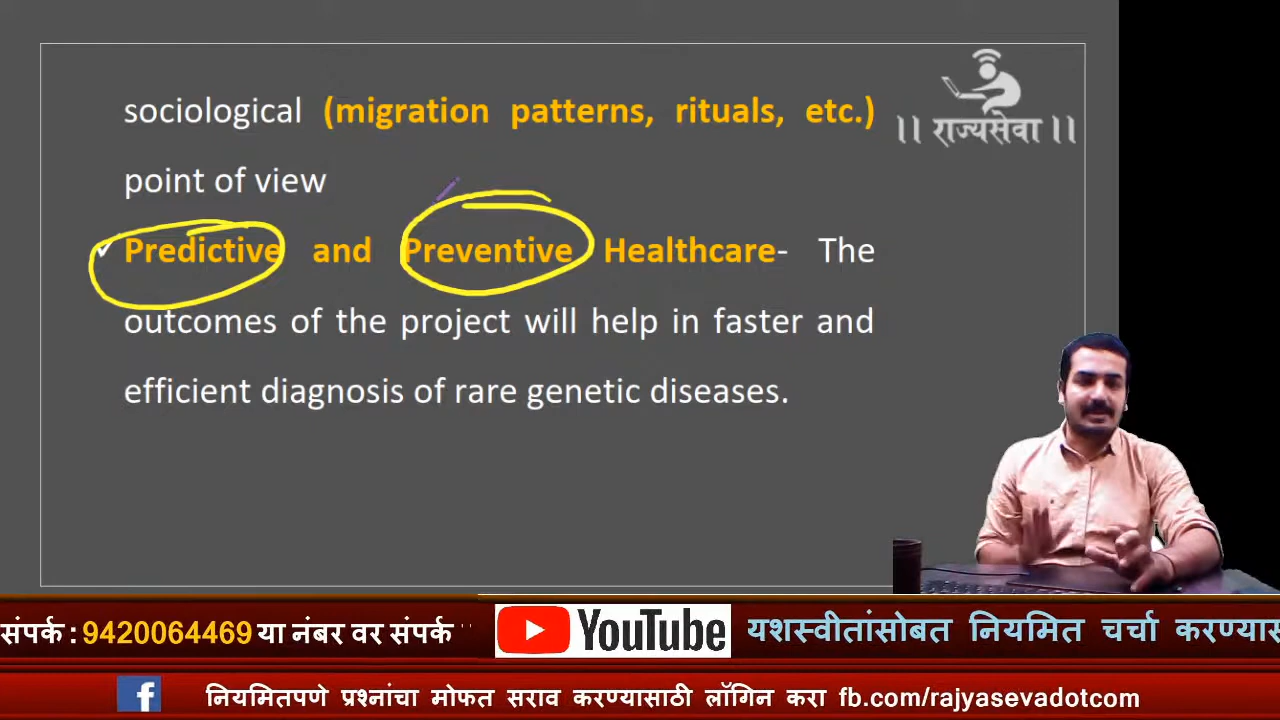 sociological (migration patterns, rituals, etc.)
point of view
।। राज्यसेवा ।।
✓ Predictive and Preventive Healthcare- The
outcomes of the project will help in faster and
efficient diagnosis of rare genetic diseases.
संपर्क : 9420064469 या नंबर वर संपर्क
YouTube
यशस्वीतांसोबत नियमित चर्चा करण्यास
f नियमितपणे प्रश्नांचा मोफत सराव करण्यासाठी लॉगिन करा fb.com/rajyasevadotcom